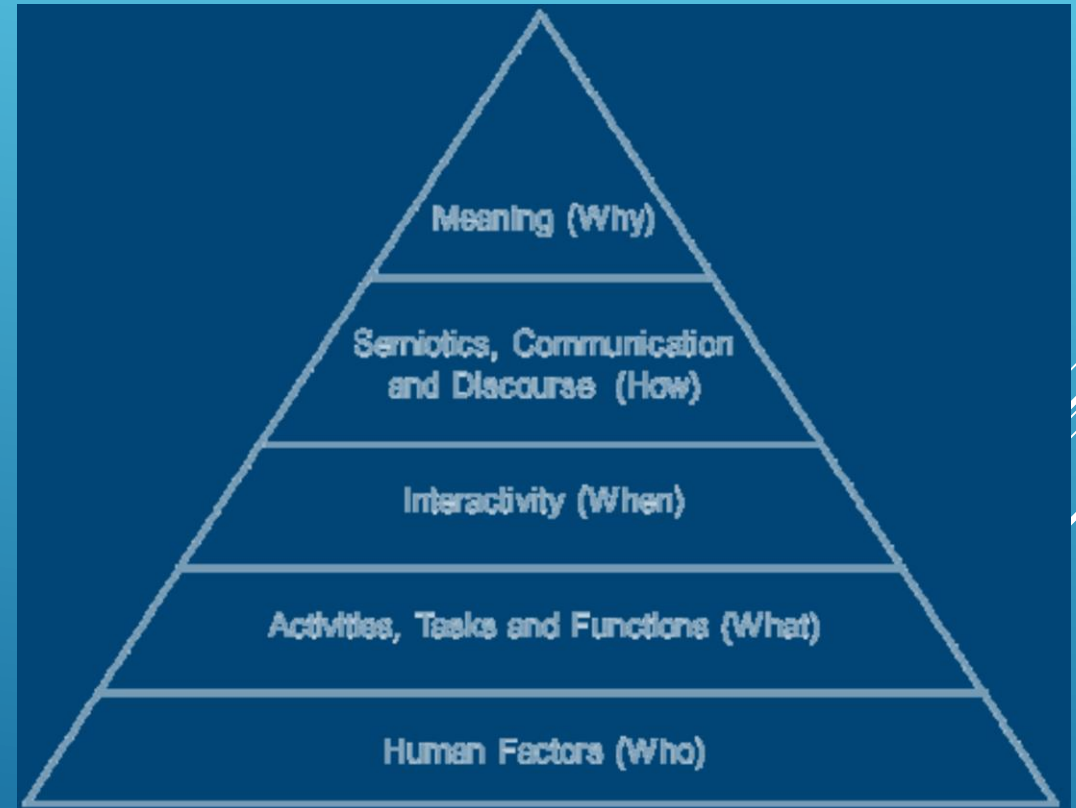 Meaning (Why)
Semiotics, Communication
and Discourse (How)
Interactivity (When)
Activities, Tasks and Functions (What)
Human Factors (Who)